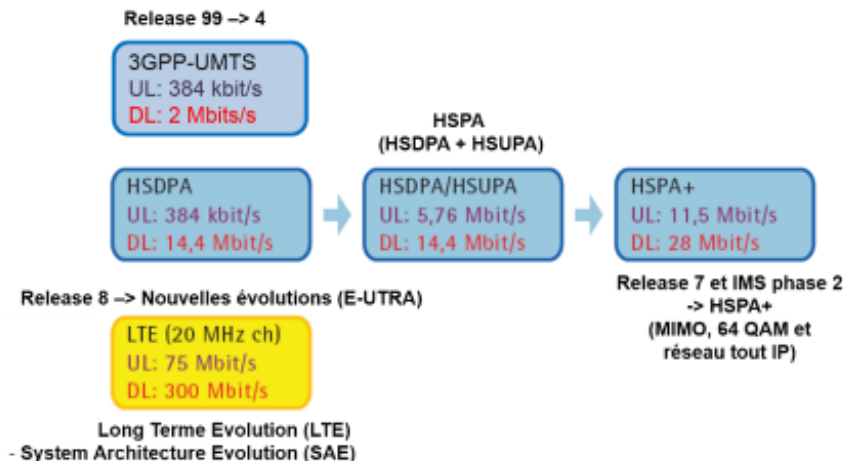 Release 99 –> 4
3GPP-UMTS
UL: 384 kbit/s
DL: 2 Mbits/s
HSPA
(HSDPA + HSUPA)
HSDPA
UL: 384 kbit/s
DL: 14,4 Mbit/s
HSDPA/HSUPA
UL: 5,76 Mbit/s
DL: 14,4 Mbit/s
HSPA+
UL: 11,5 Mbit/s
DL: 28 Mbit/s
Release 7 et IMS phase 2
-> HSPA+
(MIMO, 64 QAM et
réseau tout IP)
Release 8 –> Nouvelles évolutions (E-UTRA)
LTE (20 MHz ch)
UL: 75 Mbit/s
DL: 300 Mbit/s
Long Terme Evolution (LTE)
- System Architecture Evolution (SAE)